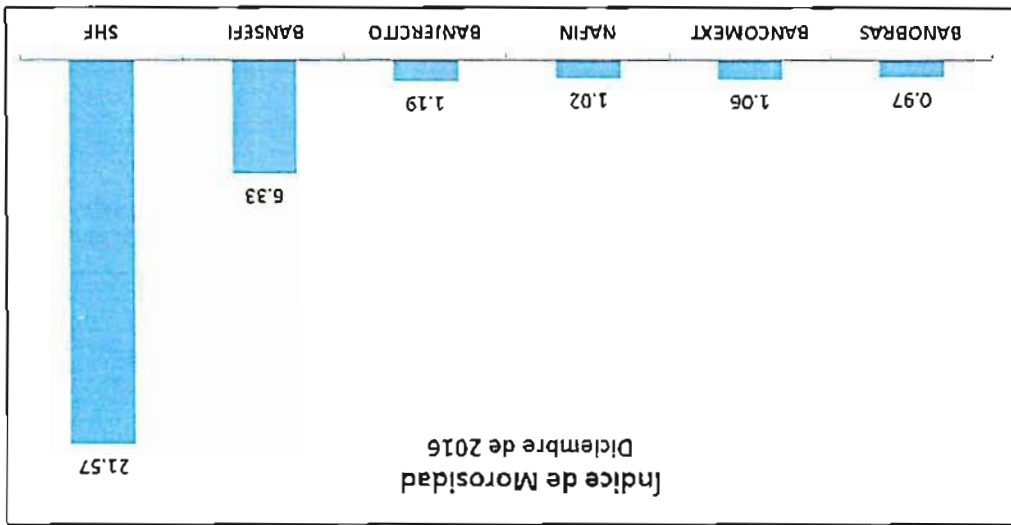 Índice de Morosidad
Diciembre de 2016
21.57
6.33
0.97
1.06
1.02
1.19
BANOBRAS
BANCOMEXT
NAFIN
BANJERCITO
BANSEFI
SHF